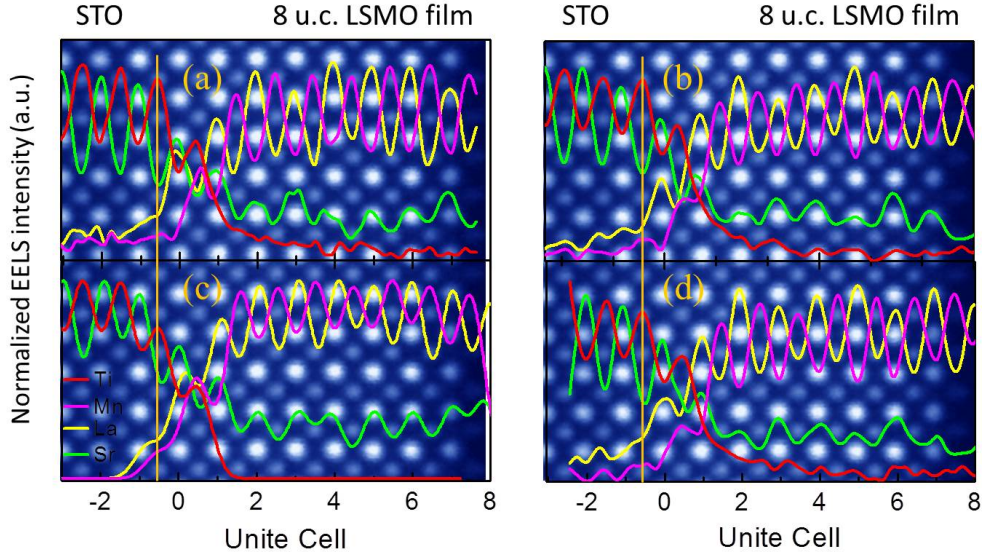 STO 8 u.c. LSMO film STO 8 u.c. LSMO film
Normalized EELS intensity (a.u.)
(a) (b)
(c) (d)
Ti
Mn
La
Sr
-2 0 2 4 6 8 -2 0 2 4 6 8
Unite Cell Unite Cell